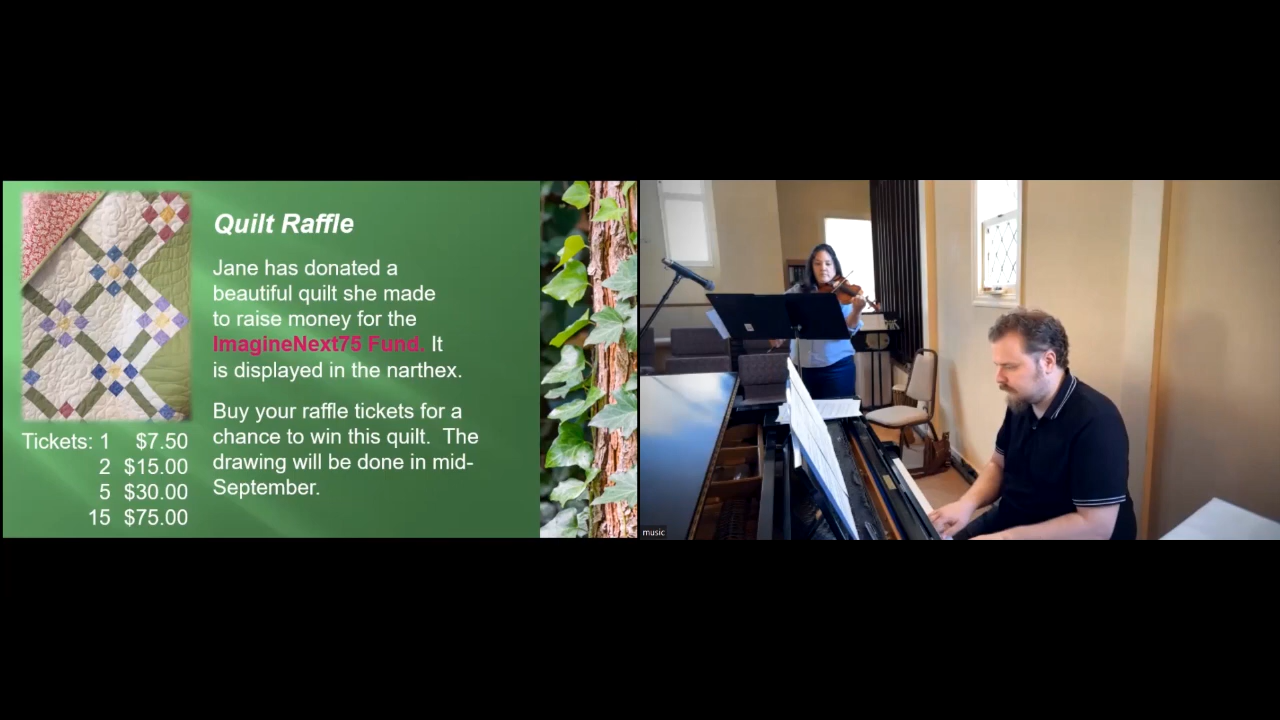 Quilt Raffle
Jane has donated a
beautiful quilt she made
to raise money for the
ImagineNext75 Fund. It
is displayed in the narthex.
Buy your raffle tickets for a
chance to win this quilt.  The
drawing will be done in mid-
September.
Tickets: 1 $7.50
2 $15.00
5 $30.00
15 $75.00
music